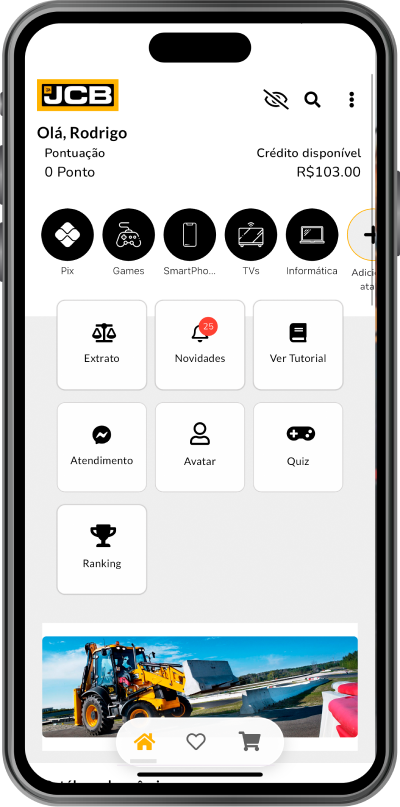 JCB
Olá, Rodrigo
Pontuação
Crédito disponível
0 Ponto
R$103.00
Pix
Games
SmartPho...
TVs
Informática
Adici
ata
Extrato
25
Novidades
Ver Tutorial
Atendimento
Avatar
Quiz
Ranking